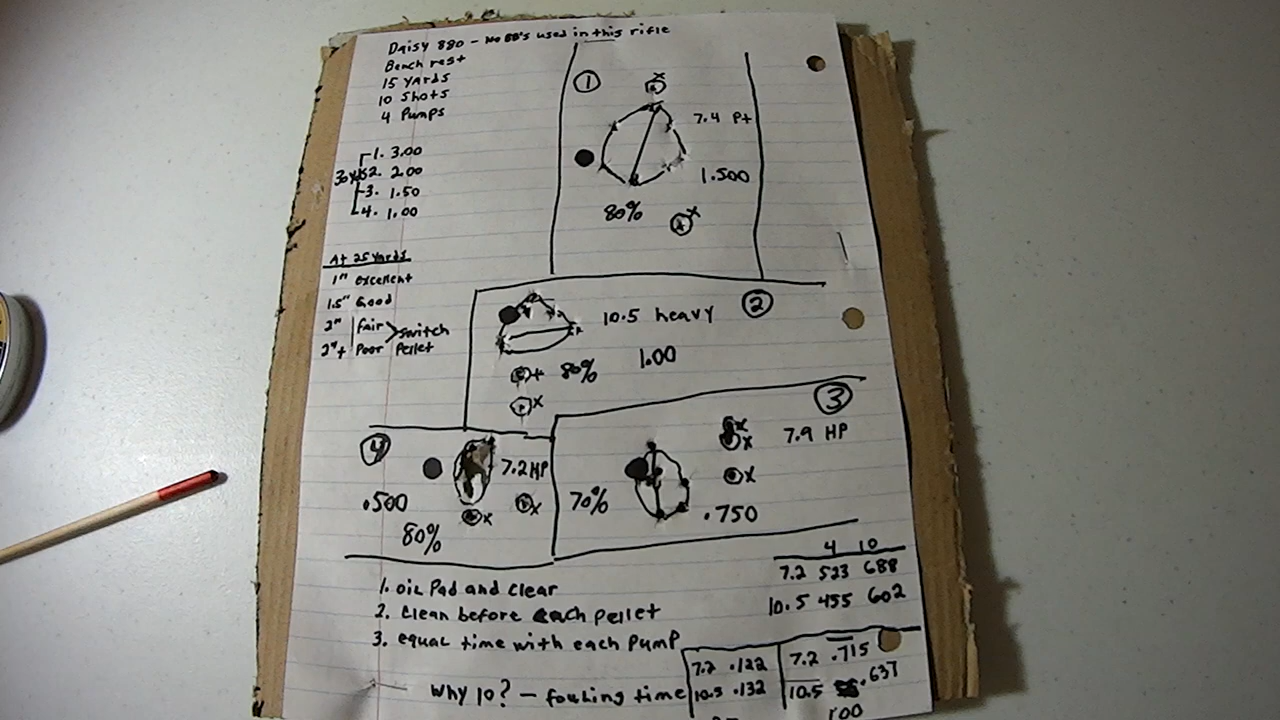 Daisy 880 - No BB's used in this rifle
Bench rest
15 yards
10 shots
4 Pumps
1. 3.00
2. 2.00
3. 1.50
4. 1.00
At 25 yards
1" excellent
1.5" Good
2" Fair
2"+ Poor
switch
Pellet
1
x
7.4 Pt
1.500
80%
x
2
10.5 heavy
1.00
80%
+
x
3
x
x
7.9 HP
x
70%
.750
4
7.2 HP
.500
x
x
80%
1. oil Pad and Clear
2. Clean before each Pellet
3. equal time with each Pump
Why 10? - fouling time
4 10
7.2 523 688
10.5 455 602
7.2 .122
10.5 .132
7.2 .715
10.5 .637
100